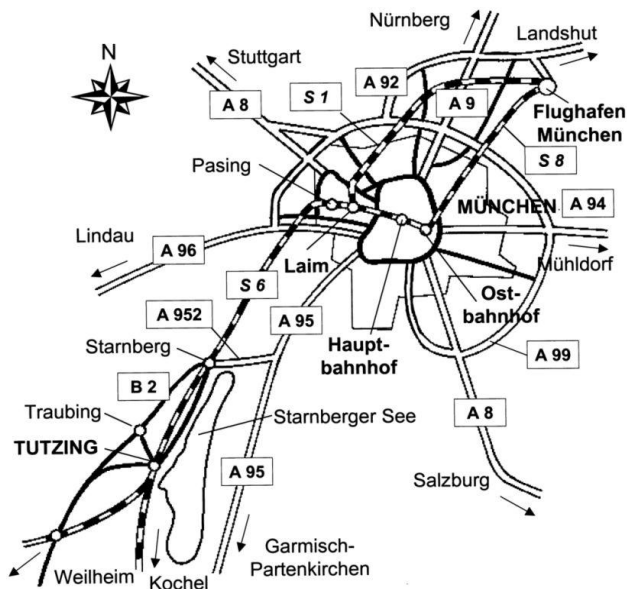 Nürnberg
Landshut
N
Stuttgart
A 92
S 1
A 9
A 8
Flughafen
München
Pasing
S 8
MÜNCHEN
A 94
Lindau
A 96
Laim
Mühldorf
S 6
Ost-
bahnhof
A 952
A 95
Haupt-
bahnhof
Starnberg
A 99
B 2
Traubing
Starnberger See
A 8
TUTZING
A 95
Salzburg
Garmisch-
Partenkirchen
Weilheim
Kochel